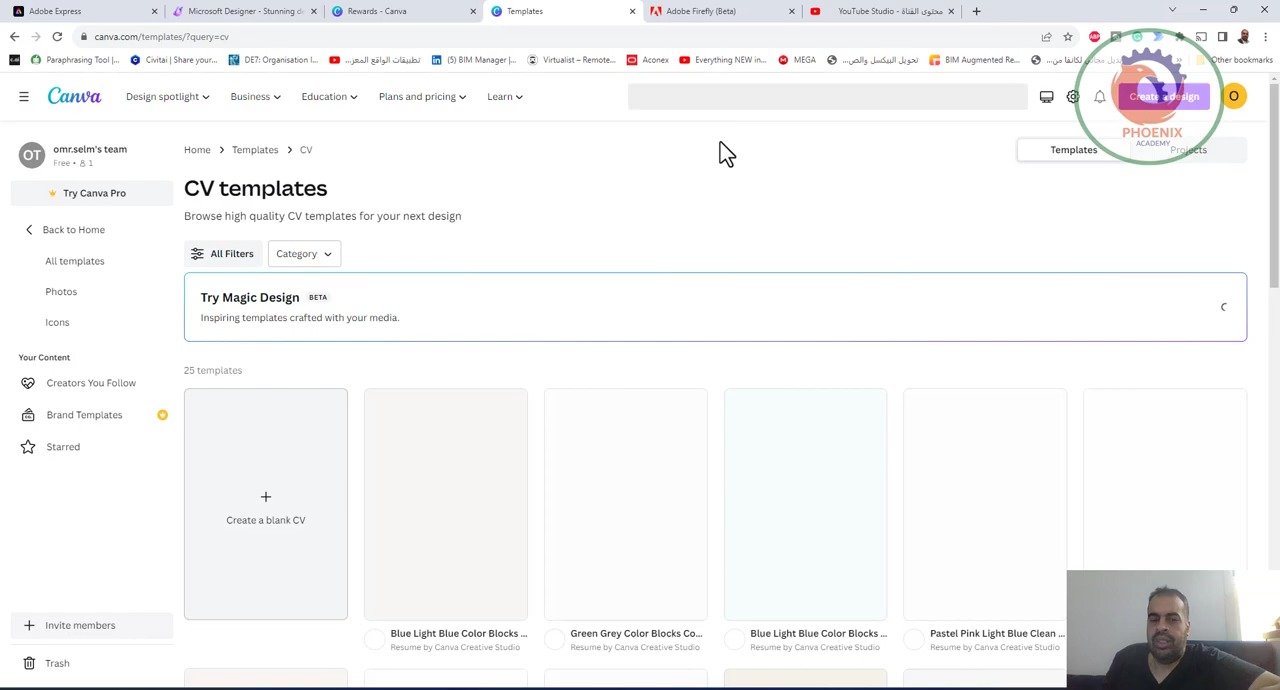 Adobe Express
Microsoft Designer - Stunning de
Rewards - Canva
Templates
Adobe Firefly (Beta)
محتوى القناة - YouTube Studio
canva.com/templates/?query=cv
Paraphrasing Tool |...
Civitai | Share your...
DE7: Organisation I...
تطبيقات الواقع المعز...
(5) BIM Manager |...
Virtualist – Remote...
Aconex
Everything NEW in...
MEGA
تحويل البيكسل والص...
BIM Augmented Re...
Other bookmarks
Canva
Design spotlight
Business
Education
Plans and pricing
Learn
Create a design
O
PHOENIX
ACADEMY
OT
omr.selm's team
Free • 1
Try Canva Pro
Back to Home
All templates
Photos
Icons
Your Content
Creators You Follow
Brand Templates
Starred
Invite members
Trash
Home
Templates
CV
Templates
Projects
CV templates
Browse high quality CV templates for your next design
All Filters
Category
Try Magic Design BETA
Inspiring templates crafted with your media.
25 templates
Create a blank CV
Blue Light Blue Color Blocks ...
Resume by Canva Creative Studio
Green Grey Color Blocks Co...
Resume by Canva Creative Studio
Blue Light Blue Color Blocks ...
Resume by Canva Creative Studio
Pastel Pink Light Blue Clean ...
Resume by Canva Creative Studio